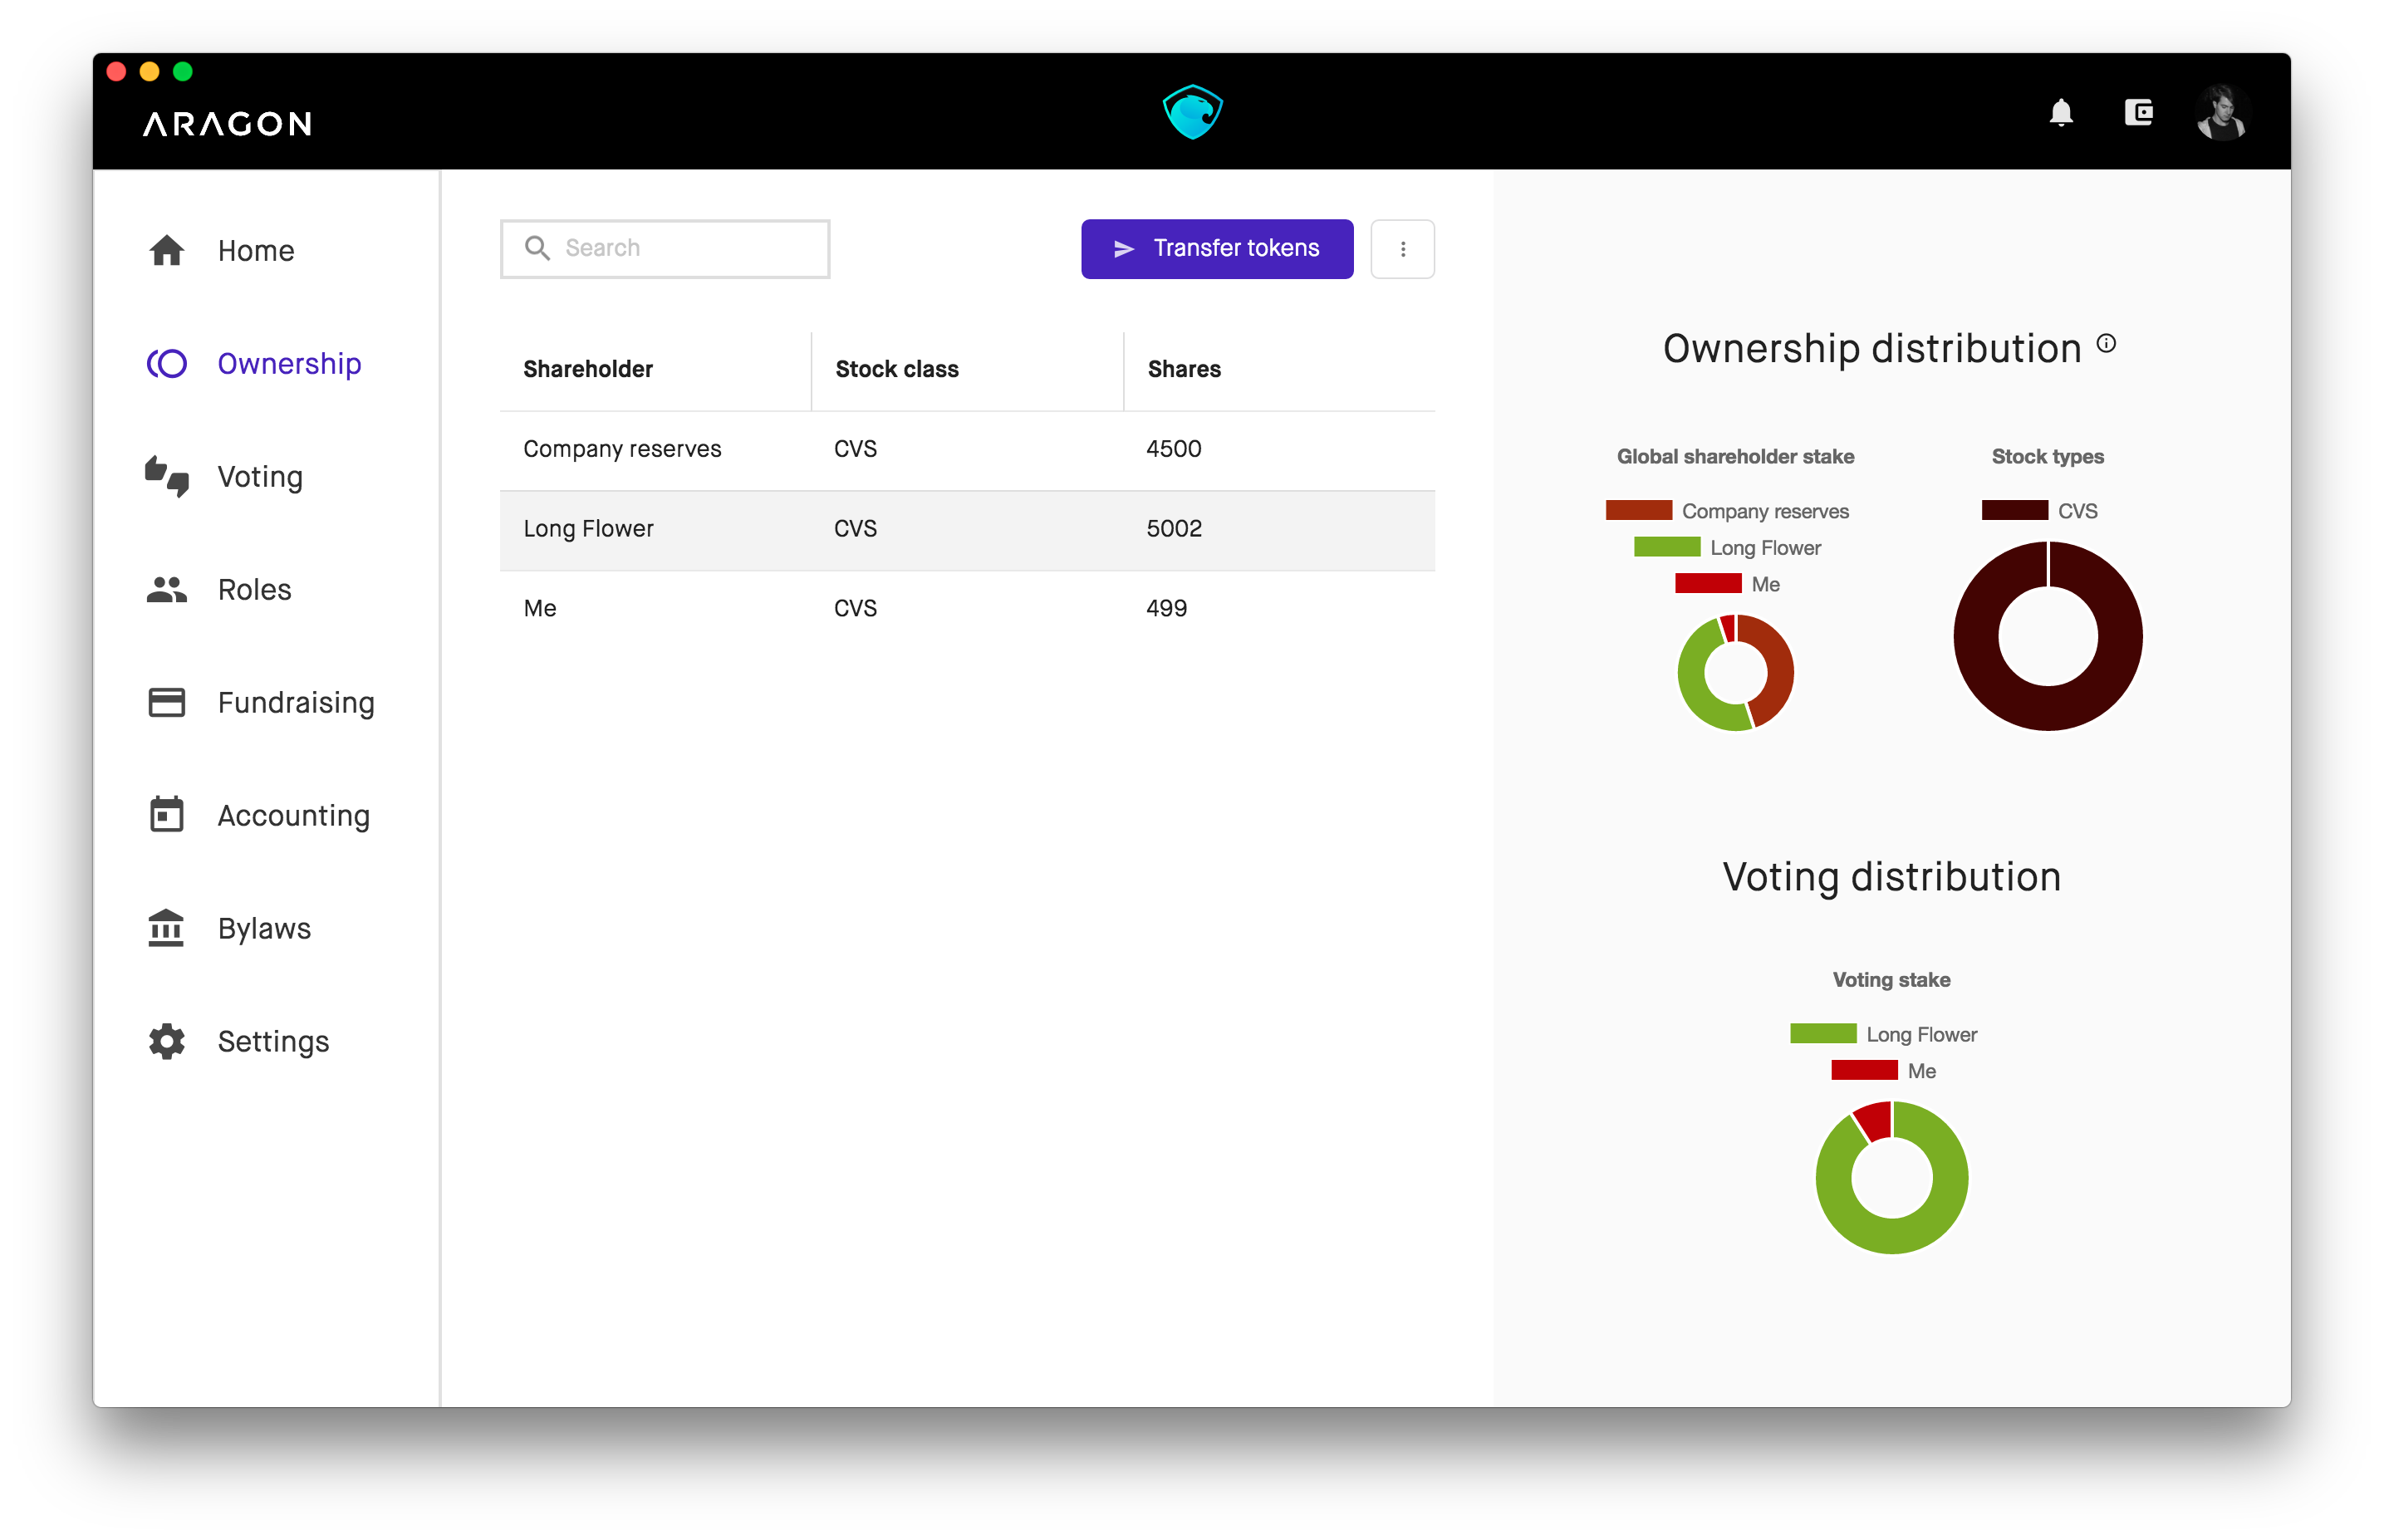 ARAGON
Home
Ownership
Voting
Roles
Fundraising
Accounting
Bylaws
Settings
Search
Transfer tokens
Shareholder Stock class Shares
Company reserves CVS 4500
Long Flower CVS 5002
Me CVS 499
Ownership distribution
Global shareholder stake
Company reserves
Long Flower
Me
Stock types
CVS
Voting distribution
Voting stake
Long Flower
Me